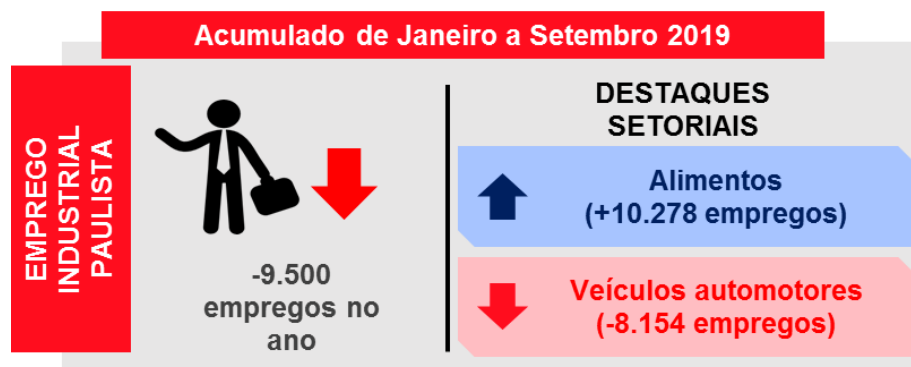 Acumulado de Janeiro a Setembro 2019
EMPREGO
INDUSTRIAL
PAULISTA
-9.500
empregos no
ano
DESTAQUES
SETORIAIS
Alimentos
(+10.278 empregos)
Veículos automotores
(-8.154 empregos)